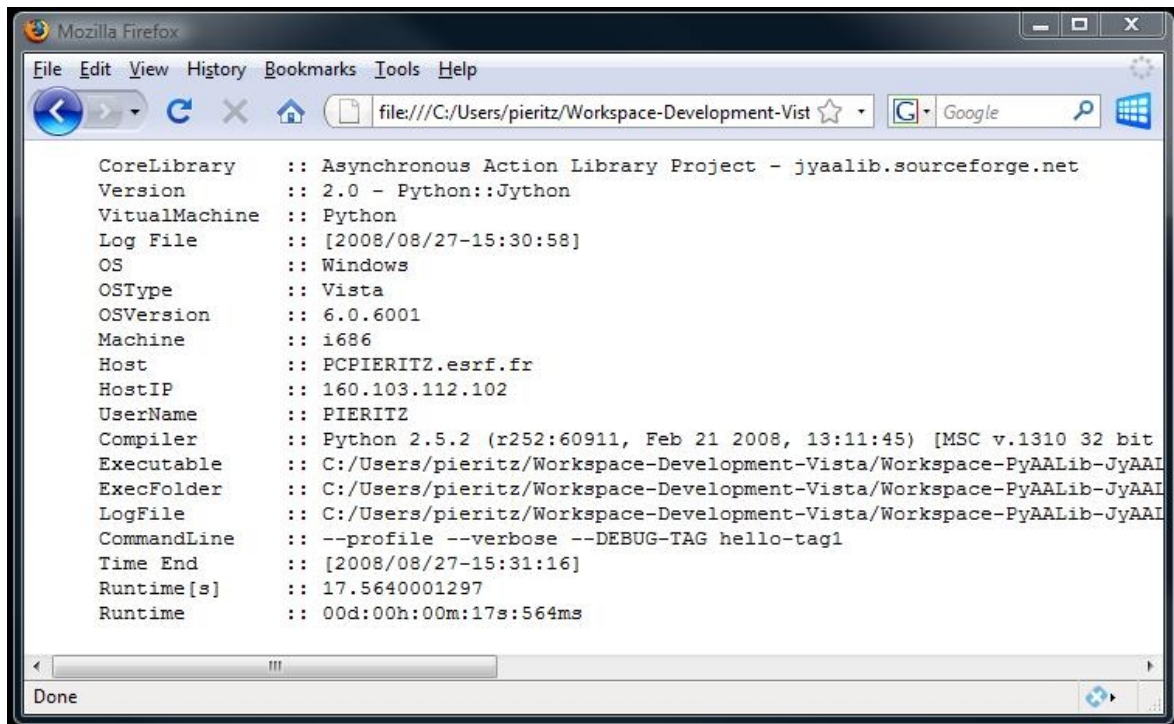 Mozilla Firefox
File Edit View History Bookmarks Tools Help
file:///C:/Users/pieritz/Workspace-Development-Vist
G Google
CoreLibrary :: Asynchronous Action Library Project - jyaalib.sourceforge.net
Version :: 2.0 - Python::Jython
VitualMachine :: Python
Log File :: [2008/08/27-15:30:58]
OS :: Windows
OSType :: Vista
OSVersion :: 6.0.6001
Machine :: i686
Host :: PCPIERITZ.esrf.fr
HostIP :: 160.103.112.102
UserName :: PIERITZ
Compiler :: Python 2.5.2 (r252:60911, Feb 21 2008, 13:11:45) [MSC v.1310 32 bit
Executable :: C:/Users/pieritz/Workspace-Development-Vista/Workspace-PyAALib-JyAAL
ExecFolder :: C:/Users/pieritz/Workspace-Development-Vista/Workspace-PyAALib-JyAAL
LogFile :: C:/Users/pieritz/Workspace-Development-Vista/Workspace-PyAALib-JyAAL
CommandLine :: --profile --verbose --DEBUG-TAG hello-tag1
Time End :: [2008/08/27-15:31:16]
Runtime[s] :: 17.5640001297
Runtime :: 00d:00h:00m:17s:564ms
Done